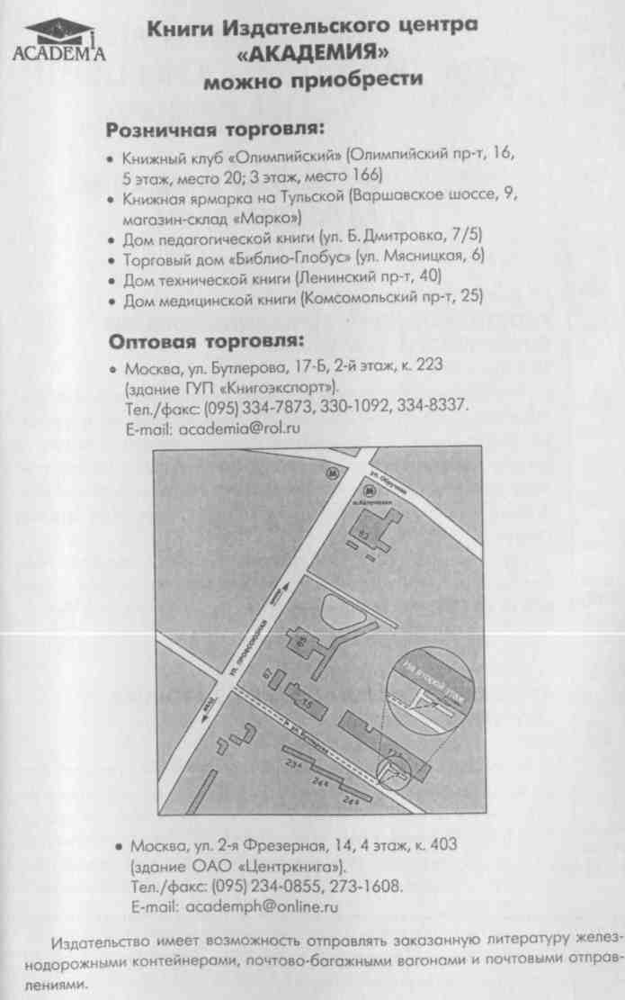 ACADEMA
Книги Издательского центра
«АКАДЕМИЯ»
можно приобрести
Розничная торговля:
• Книжный клуб «Олимпийский» (Олимпийский пр-т, 16,
5 этаж, место 20; 3 этаж, место 166)
• Книжная ярмарка на Тульской (Варшавское шоссе, 9,
магазин-склад «Марко»)
• Дом педагогической книги (ул. Б. Дмитровка, 7/5)
• Торговый дом «Библио-Глобус» (ул. Мясницкая, 6)
• Дом технической книги (Ленинский пр-т, 40)
• Дом медицинской книги (Комсомольский пр-т, 25)
Оптовая торговля:
• Москва, ул. Бутлерова, 17-Б, 2-й этаж, к. 223
(здание ГУП «Книгоэкспорт»).
Тел./факс: (095) 334-7873, 330-1092, 334-8337.
E-mail: academia@rol.ru
М
ул. Обручева
М
м. Калужская
63
ул. ПРОФСОЮЗНАЯ
65
67
15
На второй этаж
ул. Бутлерова
23А
24Б
24А
• Москва, ул. 2-я Фрезерная, 14, 4 этаж, к. 403
(здание ОАО «Центркнига»).
Тел./факс: (095) 234-0855, 273-1608.
E-mail: academph@online.ru
Издательство имеет возможность отправлять заказанную литературу желез-
нодорожными контейнерами, почтово-багажными вагонами и почтовыми отправ-
лениями.